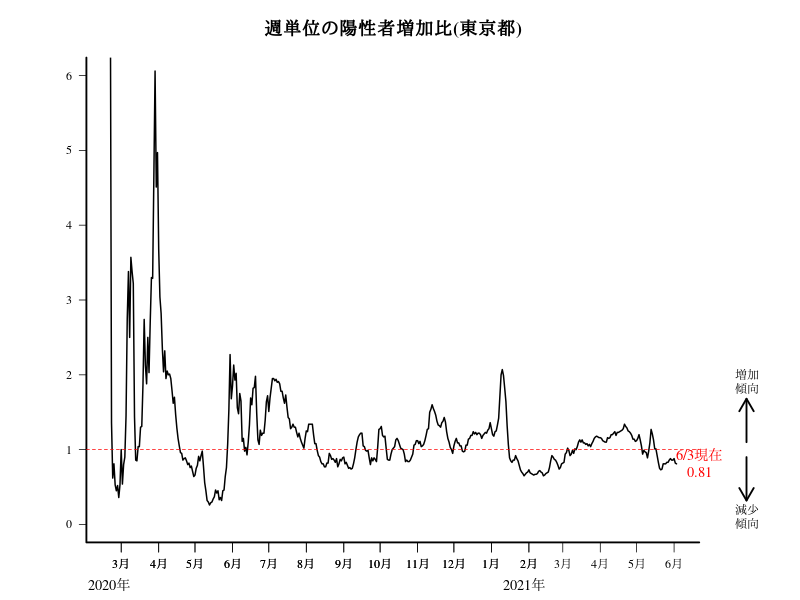 週単位の陽性者増加比(東京都)
6
5
4
3
2
1
0
増加
傾向
6/3現在
0.81
減少
傾向
3月 4月 5月 6月 7月 8月 9月 10月 11月 12月 1月 2月 3月 4月 5月 6月
2020年 2021年